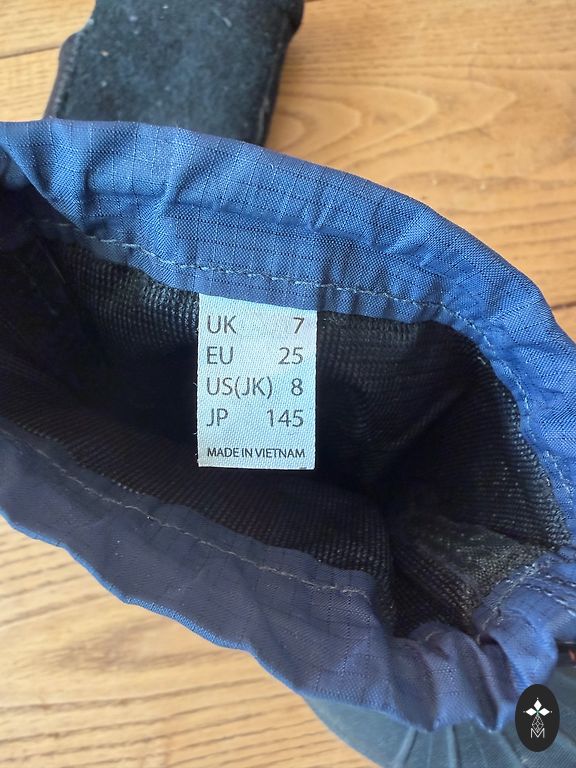 UK 7
EU 25
US(JK) 8
JP 145
MADE IN VIETNAM
M